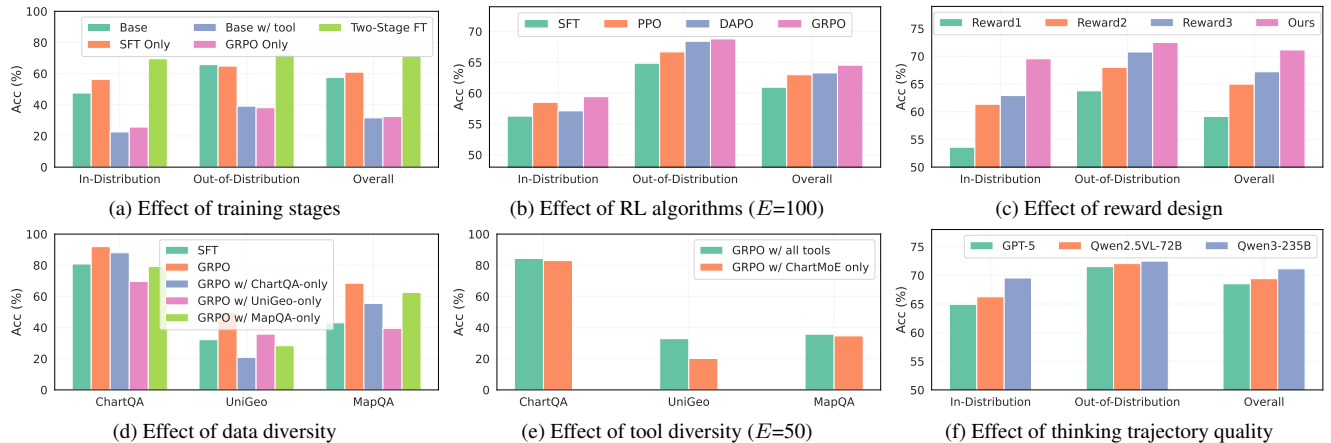 100
80
60
40
20
0
Acc (%)
Base
SFT Only
Base w/ tool
GRPO Only
Two-Stage FT
In-Distribution
Out-of-Distribution
Overall
(a) Effect of training stages
70
65
60
55
50
Acc (%)
SFT
PPO
DAPO
GRPO
In-Distribution
Out-of-Distribution
Overall
(b) Effect of RL algorithms (E=100)
75
70
65
60
55
50
Acc (%)
Reward1
Reward2
Reward3
Ours
In-Distribution
Out-of-Distribution
Overall
(c) Effect of reward design
100
80
60
40
20
0
Acc (%)
SFT
GRPO
GRPO w/ ChartQA-only
GRPO w/ UniGeo-only
GRPO w/ MapQA-only
ChartQA
UniGeo
MapQA
(d) Effect of data diversity
100
80
60
40
20
0
Acc (%)
GRPO w/ all tools
GRPO w/ ChartMoE only
ChartQA
UniGeo
MapQA
(e) Effect of tool diversity (E=50)
75
70
65
60
55
50
Acc (%)
GPT-5
Qwen2.5VL-72B
Qwen3-235B
In-Distribution
Out-of-Distribution
Overall
(f) Effect of thinking trajectory quality